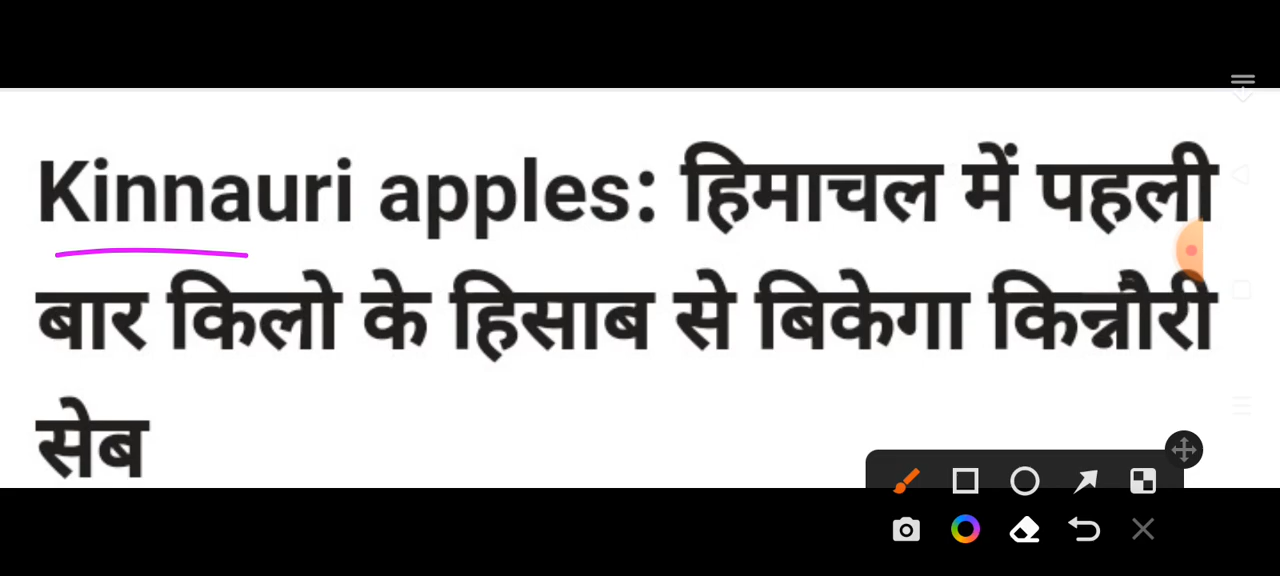 Kinnauri apples: हिमाचल में पहली
बार किलो के हिसाब से बिकेगा किन्नौरी
सेब